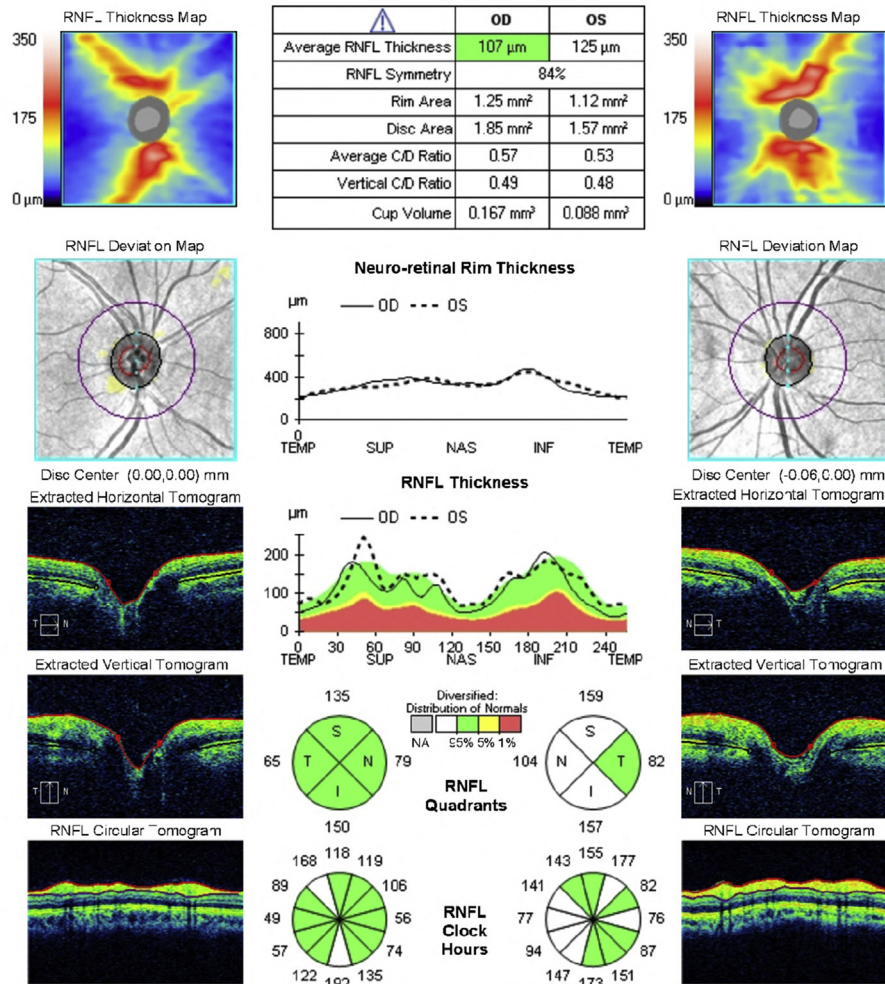 RNFL Thickness Map
350
175
0 µm
OD OS
Average RNFL Thickness 107 µm 125 µm
RNFL Symmetry 84%
Rim Area 1.25 mm² 1.12 mm²
Disc Area 1.85 mm² 1.57 mm²
Average C/D Ratio 0.57 0.53
Vertical C/D Ratio 0.49 0.48
Cup Volume 0.167 mm³ 0.088 mm³
RNFL Thickness Map
350
175
0 µm
RNFL Deviation Map
Disc Center (0.00,0.00) mm
Neuro-retinal Rim Thickness
µm OD OS
800
400
0
0
TEMP SUP NAS INF TEMP
RNFL Deviation Map
Disc Center (-0.06,0.00) mm
Extracted Horizontal Tomogram
T N
RNFL Thickness
µm OD OS
200
100
0
0 30 60 90 120 150 180 210 240
TEMP SUP NAS INF TEMP
Extracted Horizontal Tomogram
N T
Extracted Vertical Tomogram
I N
135
S
65 T N 79
I
150
Diversified:
Distribution of Normals
NA 95% 5% 1%
RNFL
Quadrants
159
S
104 N T 82
I
157
Extracted Vertical Tomogram
N T
RNFL Circular Tomogram
118
168 119
89 106
49 56
57 74
122 135
192
RNFL
Clock
Hours
155
143 177
141 82
77 76
94 87
147 151
173
RNFL Circular Tomogram